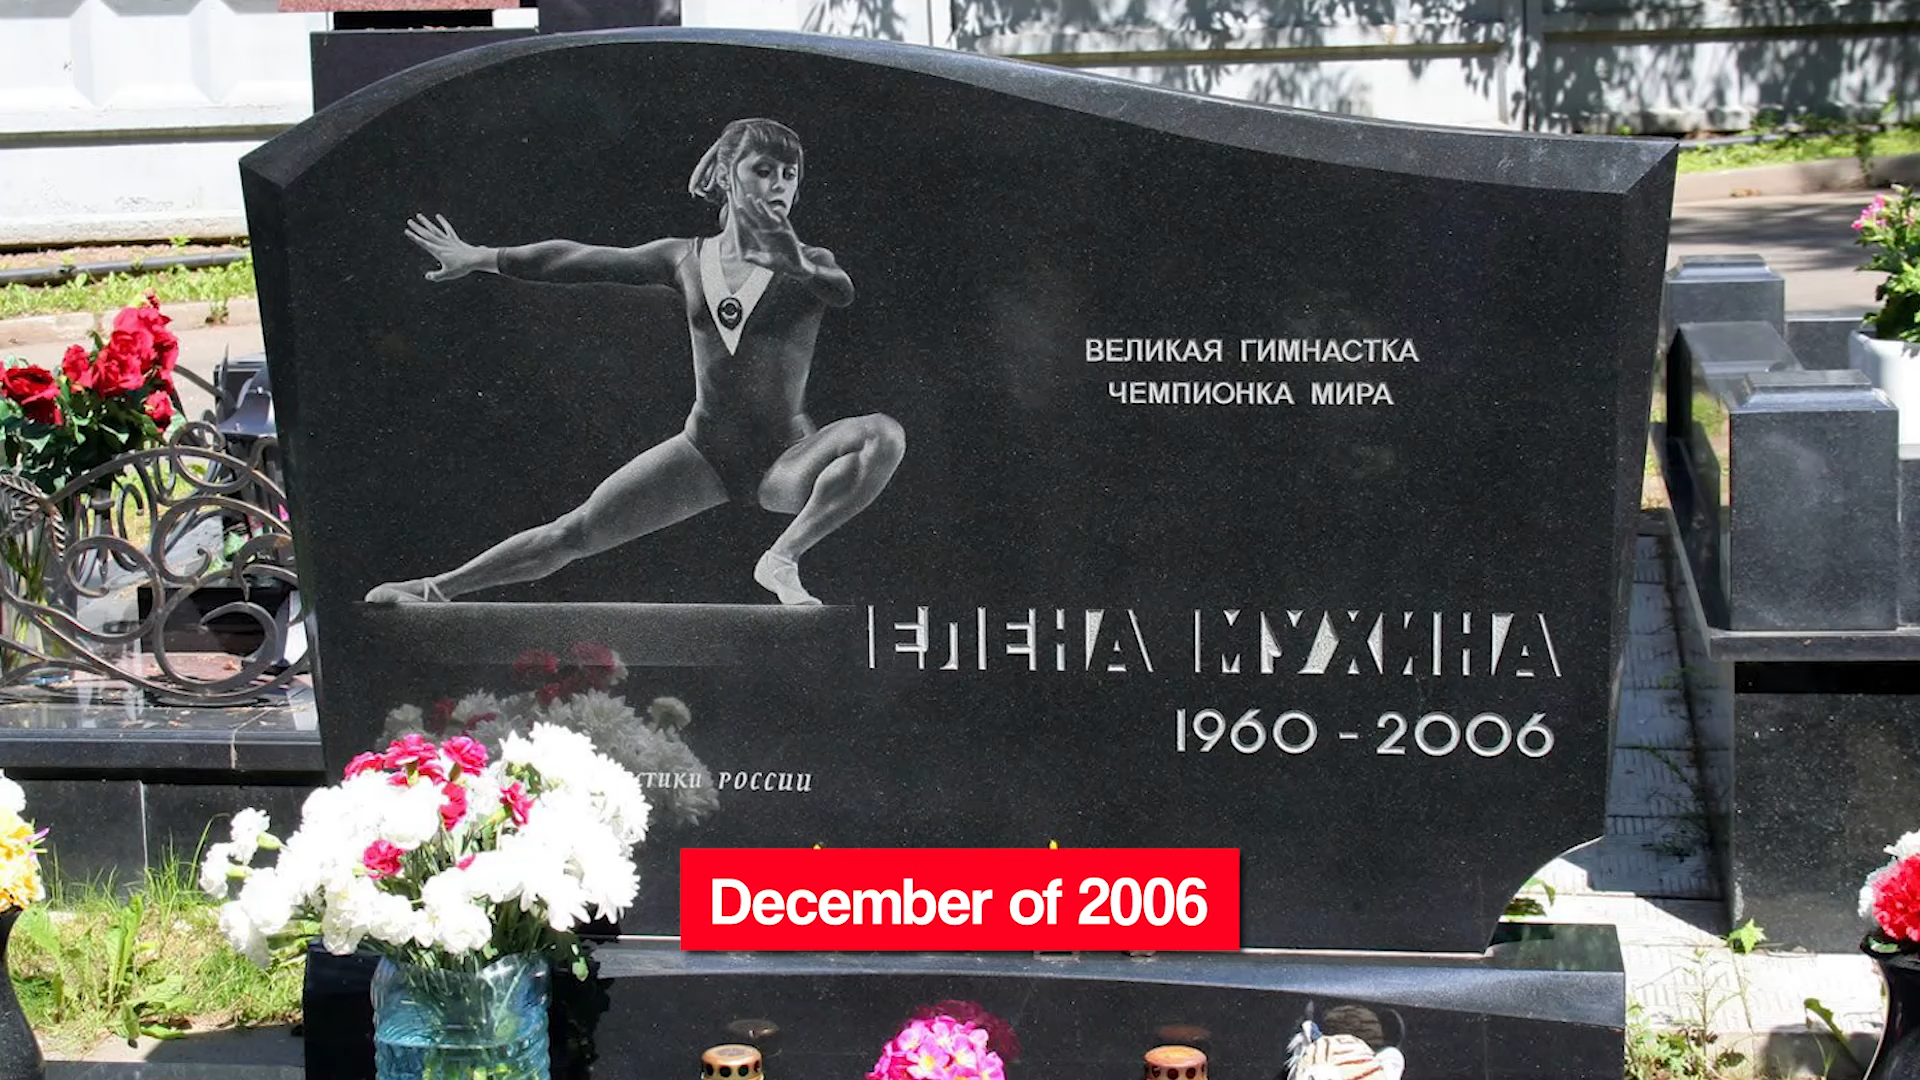 ВЕЛИКАЯ ГИМНАСТКА
ЧЕМПИОНКА МИРА
ЕЛЕНА МУХИНА
1960 - 2006
РОССИИ
December of 2006